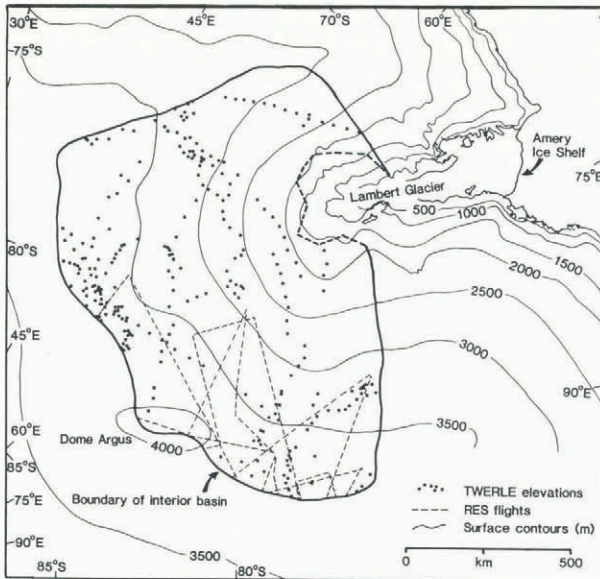 30°E
45°E
70°S
60°E
75°S
Amery
Ice Shelf
75°E
Lambert Glacier
500
1000
1500
2000
80°S
2500
3000
45°E
90°E
3500
Dome Argus
4000
60°E
85°S
75°E
Boundary of interior basin
TWERLE elevations
RES flights
Surface contours (m)
90°E
3500
0
km
500
85°S
80°S